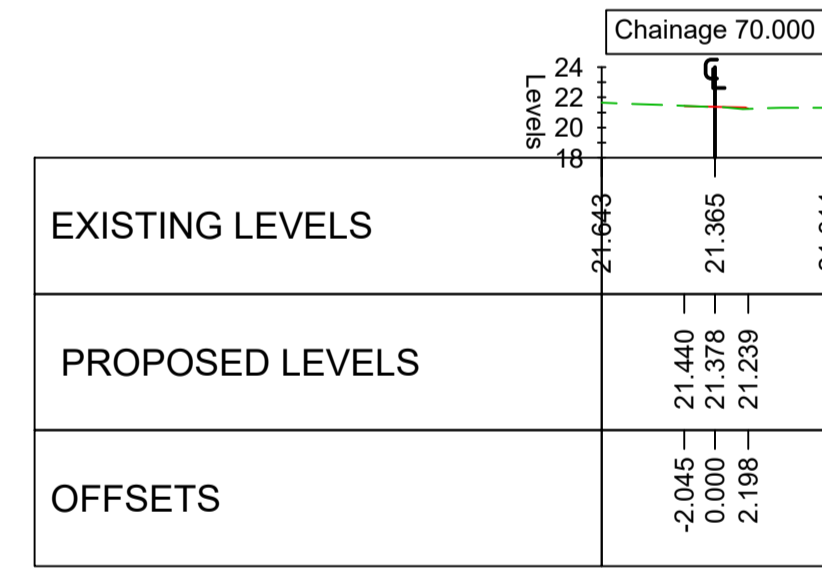 Chainage 70.000
24
22
20
18
Levels
CL
EXISTING LEVELS
21.643
21.365
PROPOSED LEVELS
21.440
21.378
21.239
OFFSETS
-2.045
0.000
2.198